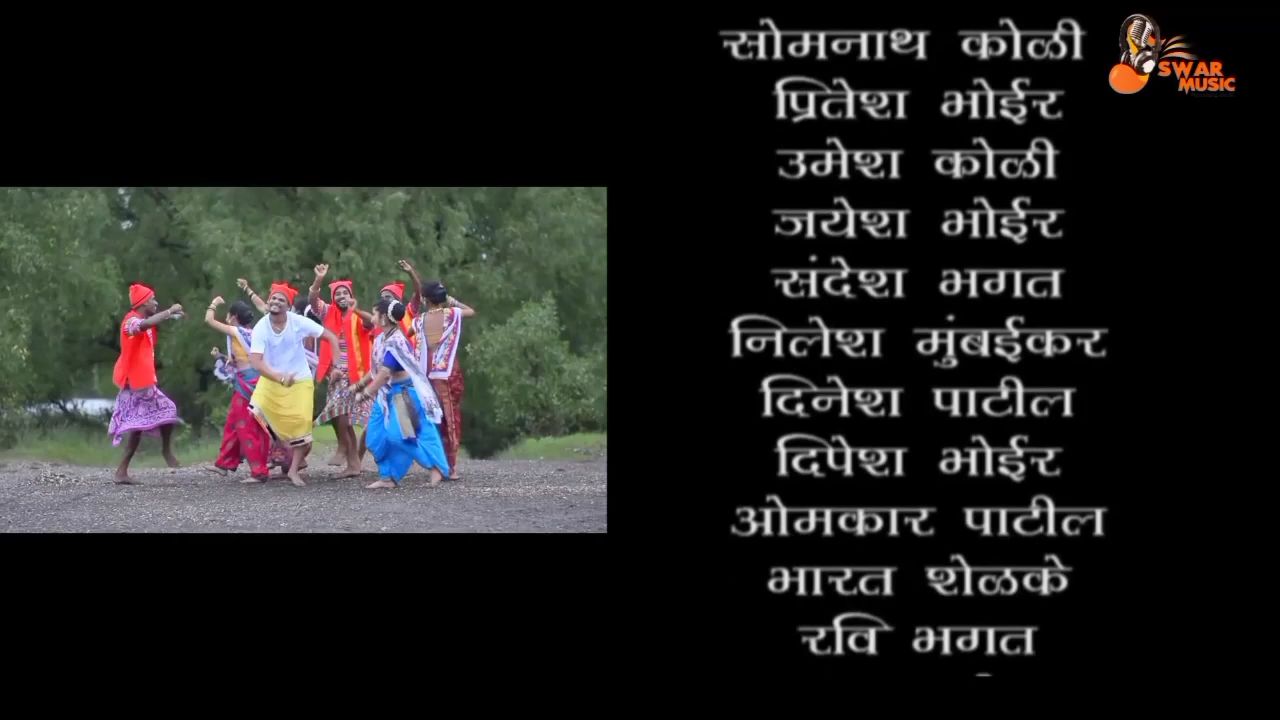 सोमनाथ कोळी
प्रितेश भोईर
उमेश कोळी
जयेश भोईर
संदेश भगत
निलेश मुंबईकर
दिनेश पाटील
दिपेश भोईर
ओमकार पाटील
भारत शेळके
रवि भगत
SWAR
MUSIC